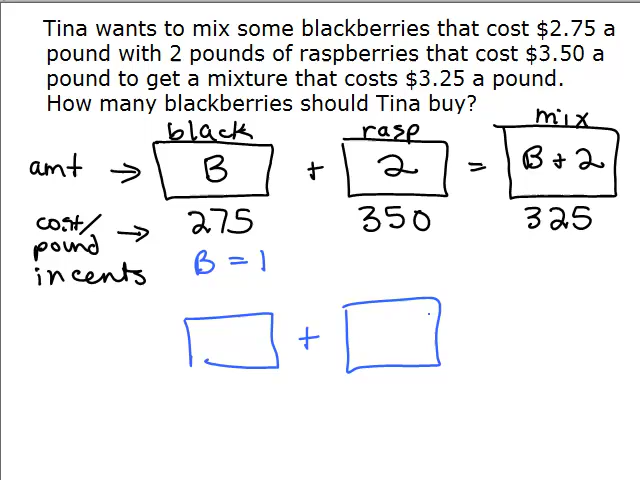 Tina wants to mix some blackberries that cost $2.75 a
pound with 2 pounds of raspberries that cost $3.50 a
pound to get a mixture that costs $3.25 a pound.
How many blackberries should Tina buy?
black rasp mix
amt → B + 2 = B + 2
cost/ pound in cents → 275 350 325
B = 1
+